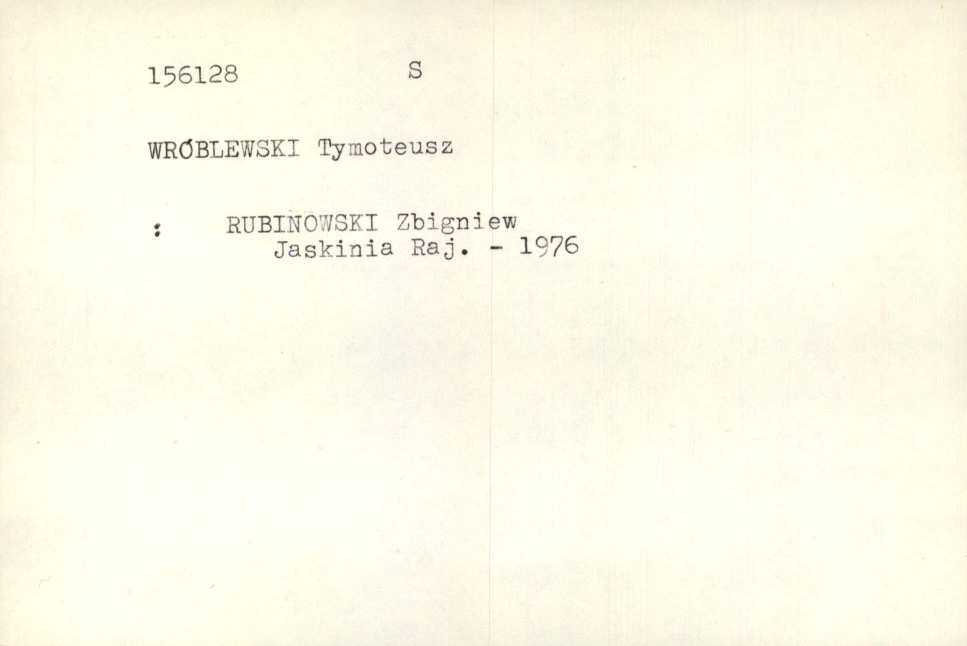 156128 S
WRÓBLEWSKI Tymoteusz
: RUBINOWSKI Zbigniew
Jaskinia Raj. - 1976